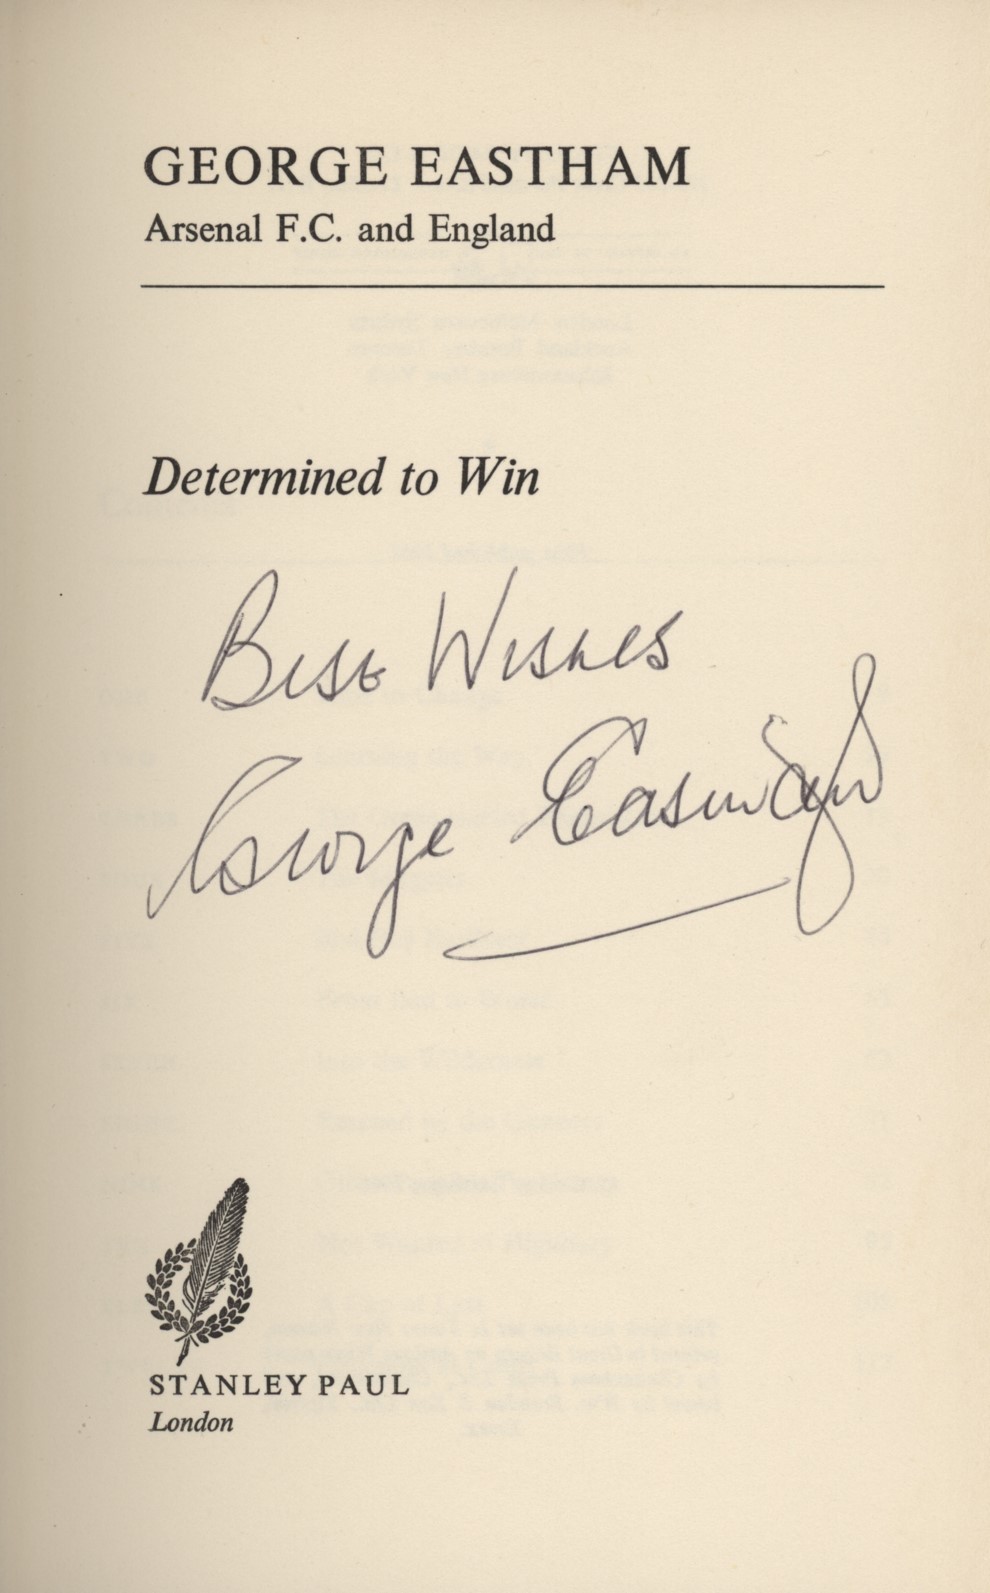 GEORGE EASTHAM
Arsenal F.C. and England
Determined to Win
Best Wishes
George Eastham
STANLEY PAUL
London